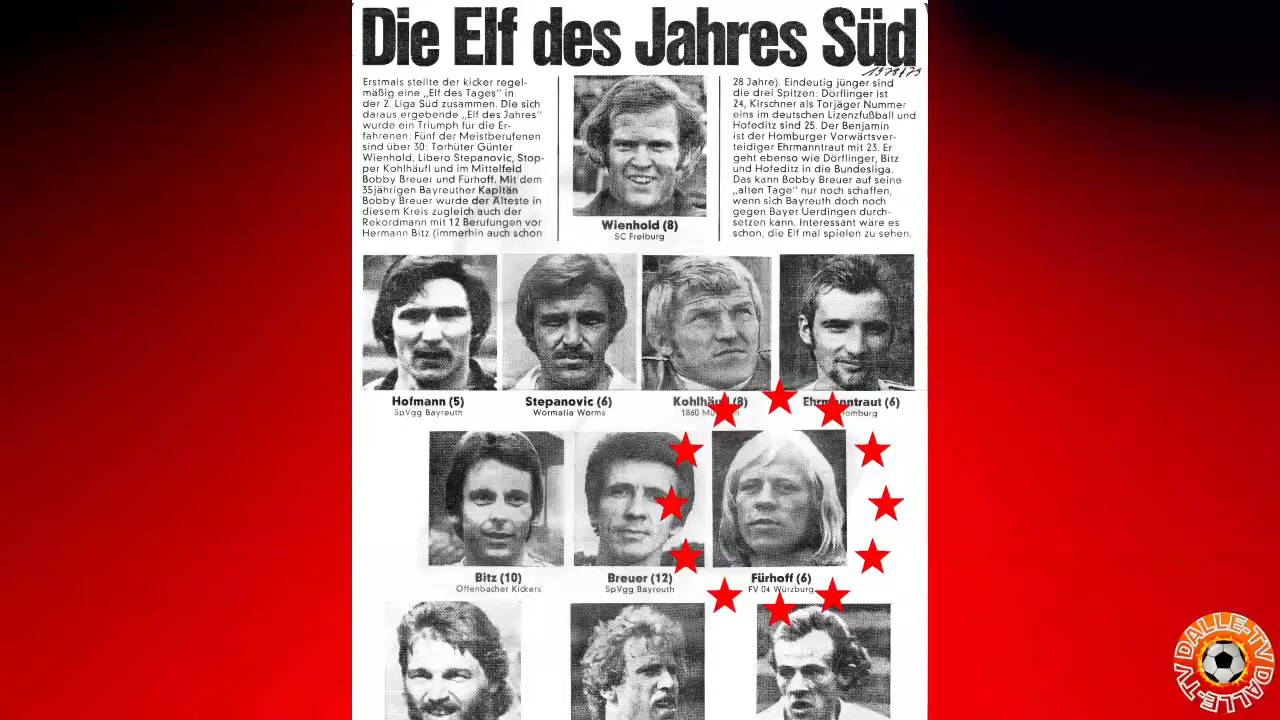 Die Elf des Jahres Süd
1978/79
Erstmals stellte der kicker regel-
mäßig eine „Elf des Tages" in
der 2. Liga Süd zusammen. Die sich
daraus ergebende „Elf des Jahres"
wurde ein Triumph für die Er-
fahrenen: Fünf der Meistberufenen
sind über 30: Torhüter Günter
Wienhold, Libero Stepanovic, Stop-
per Kohlhäufl und im Mittelfeld
Bobby Breuer und Fürhoff. Mit dem
35jährigen Bayreuther Kapitän
Bobby Breuer wurde der Älteste in
diesem Kreis zugleich auch der
Rekordmann mit 12 Berufungen vor
Hermann Bitz (immerhin auch schon
Wienhold (8)
SC Freiburg
28 Jahre). Eindeutig jünger sind
die drei Spitzen: Dörflinger ist
24, Kirschner als Torjäger Nummer
eins im deutschen Lizenzfußball und
Hofeditz sind 25. Der Benjamin
ist der Homburger Vorwärtsver-
teidiger Ehrmanntraut mit 23. Er
geht ebenso wie Dörflinger, Bitz
und Hofeditz in die Bundesliga.
Das kann Bobby Breuer auf seine
„alten Tage" nur noch schaffen,
wenn sich Bayreuth doch noch
gegen Bayer Uerdingen durch-
setzen kann. Interessant wäre es
schon, die Elf mal spielen zu sehen.
Hofmann (5)
SpVgg Bayreuth
Stepanovic (6)
Wormatia Worms
Kohlhäufl (8)
1860 München
Ehrmanntraut (6)
Homburg
Bitz (10)
Offenbacher Kickers
Breuer (12)
SpVgg Bayreuth
Fürhoff (6)
FV 04 Würzburg
DALLE-TV DALLE-TV DALLE-TV